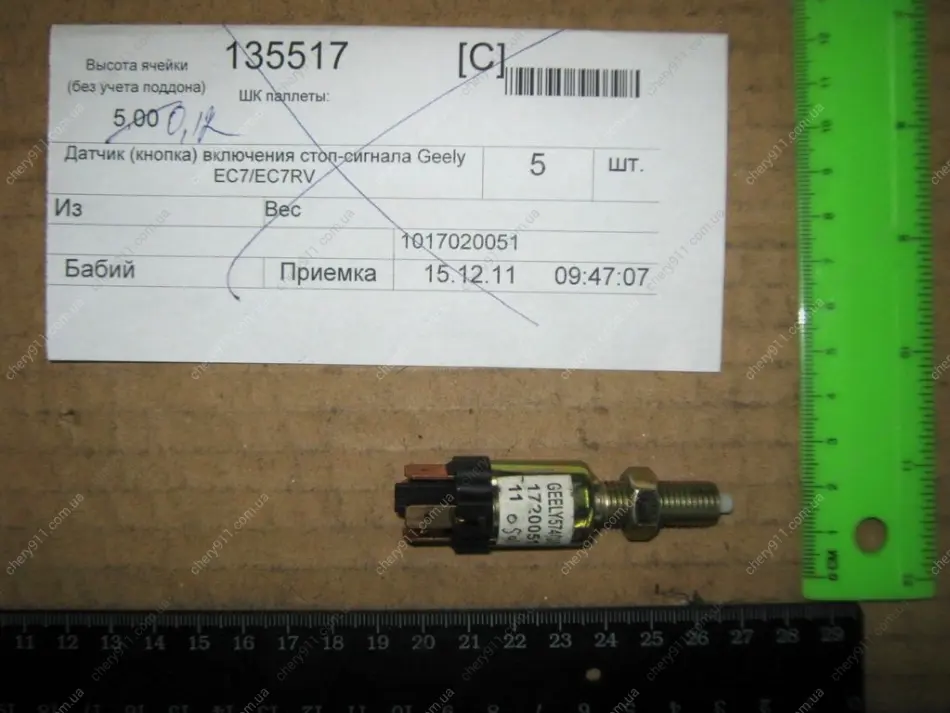 Высота ячейки
(без учета поддона)
5,00 0,12
135517
[C]
ШК паллеты:
Датчик (кнопка) включения стоп-сигнала Geely
EC7/EC7RV
5
шт.
Из
Вес
1017020051
Бабий
Приемка
15.12.11
09:47:07
GEELY574
1720051
11
11 12 13 14 15 16 17 18 19 20 21 22 23 24 25 26 27 28 29
chery911.com.ua